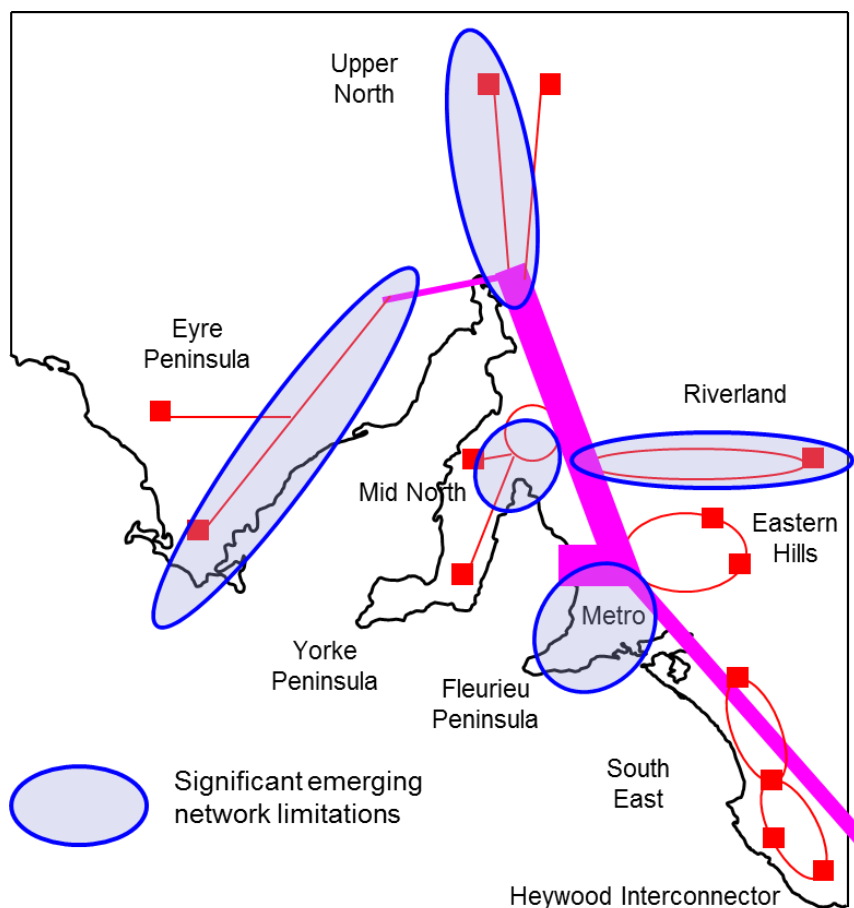 Upper
North
Eyre
Peninsula
Riverland
Mid North
Eastern
Hills
Metro
Yorke
Peninsula
Fleurieu
Peninsula
South
East
Significant emerging
network limitations
Heywood Interconnector